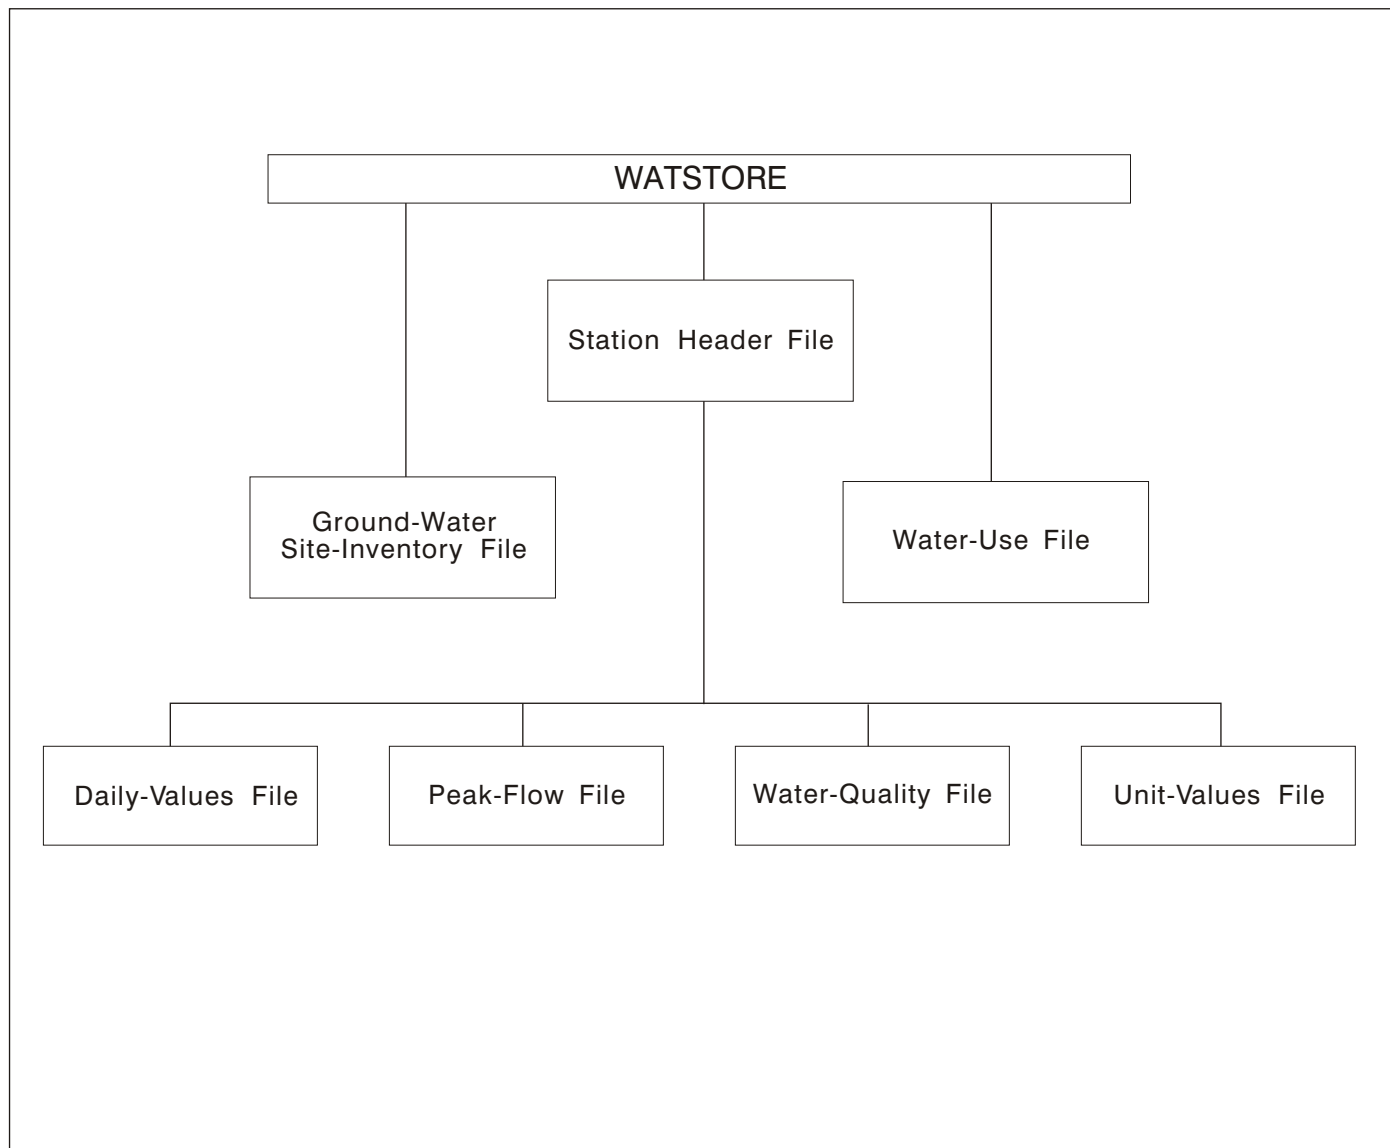 WATSTORE
Station Header File
Ground-Water
Site-Inventory File
Water-Use File
Daily-Values File
Peak-Flow File
Water-Quality File
Unit-Values File